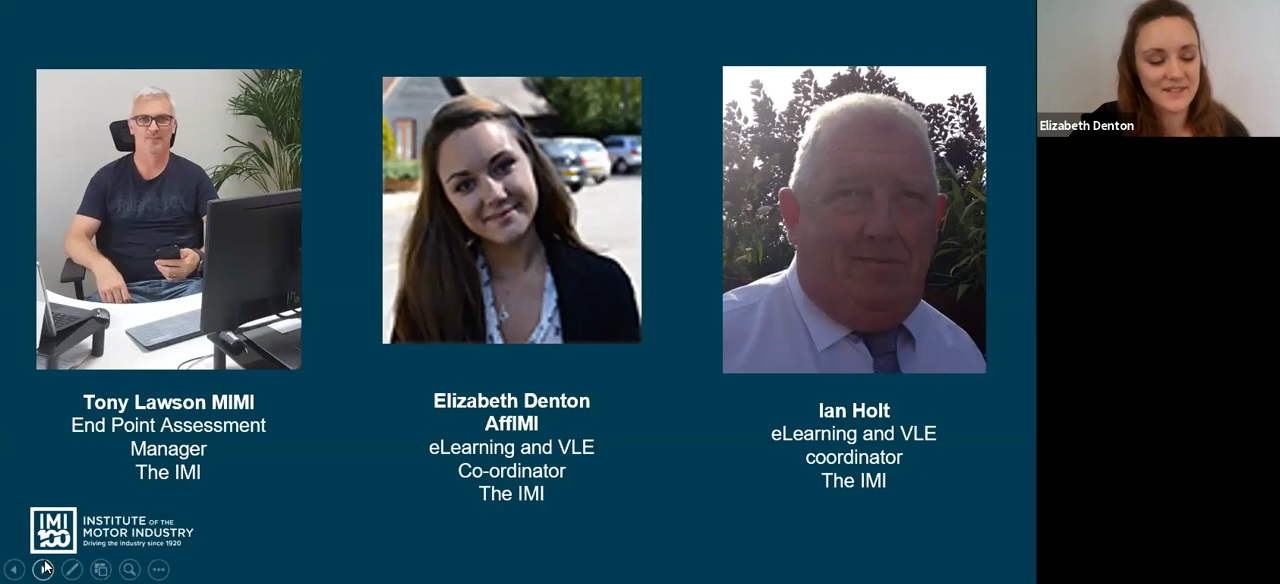 Elizabeth Denton
Tony Lawson MIMI
End Point Assessment
Manager
The IMI
Elizabeth Denton
AffIMI
eLearning and VLE
Co-ordinator
The IMI
Ian Holt
eLearning and VLE
coordinator
The IMI
IMI
100
INSTITUTE OF THE
MOTOR INDUSTRY
Driving the industry since 1920